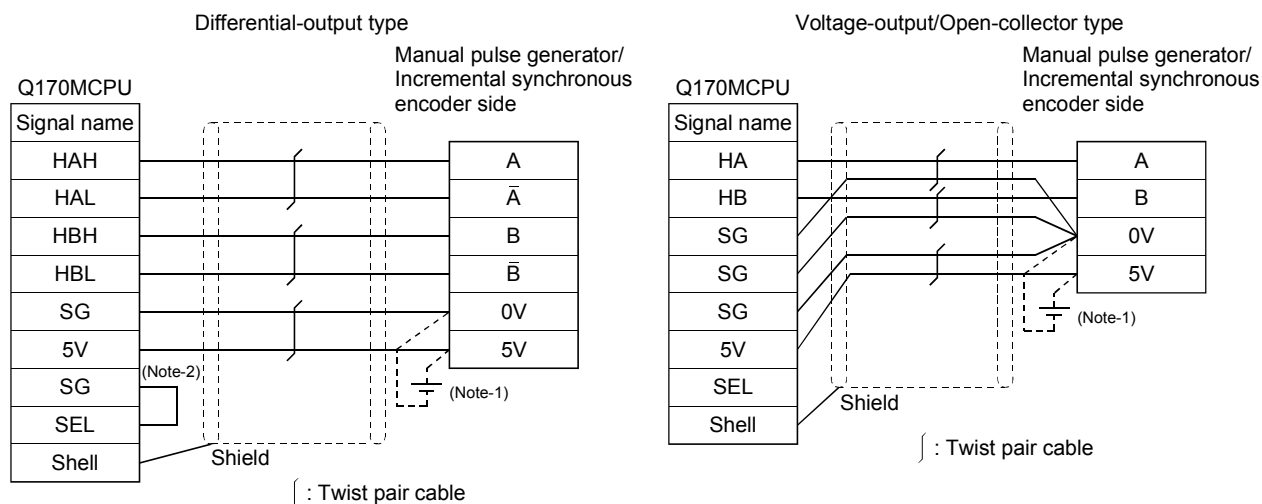 Differential-output type
Manual pulse generator/
Incremental synchronous
encoder side
Q170MCPU
Signal name
HAH
HAL
HBH
HBL
SG
5V
SG
SEL
Shell
A
A̅
B
B̅
0V
5V
(Note-2)
(Note-1)
Shield
: Twist pair cable
Voltage-output/Open-collector type
Manual pulse generator/
Incremental synchronous
encoder side
Q170MCPU
Signal name
HA
HB
SG
SG
SG
5V
SEL
Shell
A
B
0V
5V
(Note-1)
Shield
: Twist pair cable